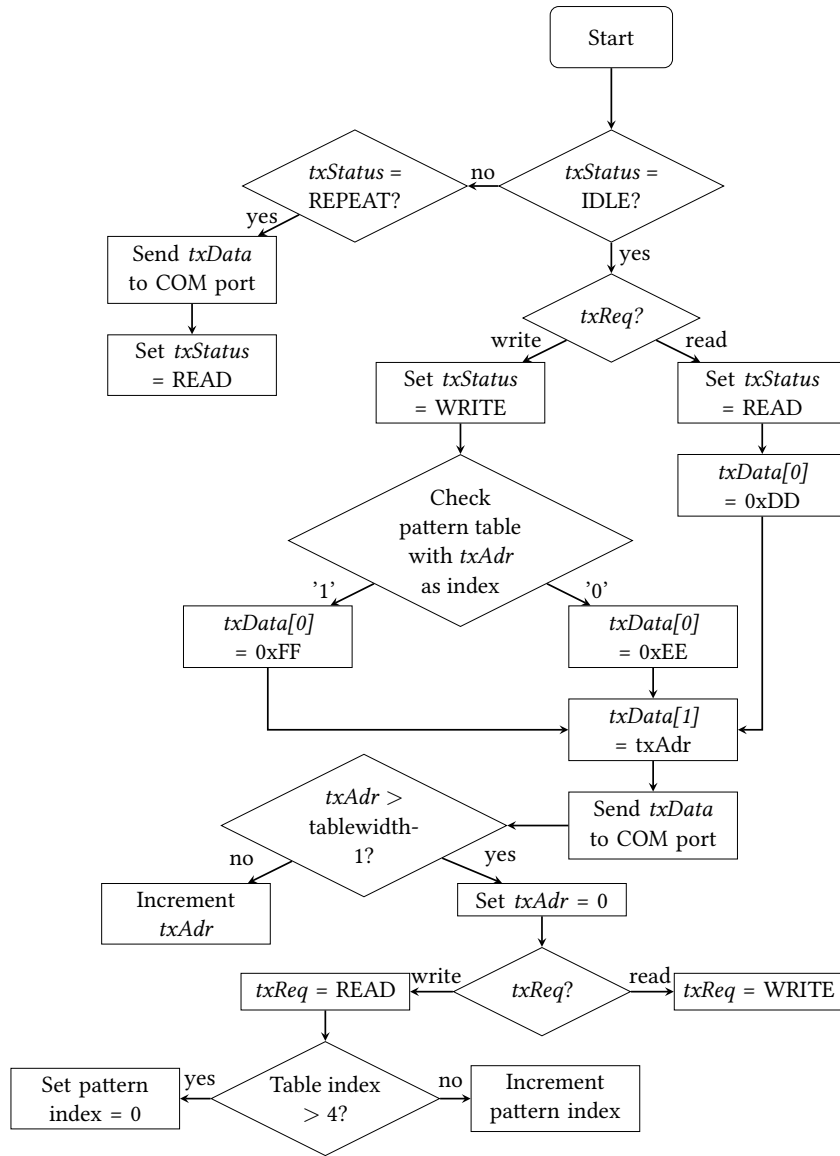 Start
txStatus =
REPEAT?
no
txStatus =
IDLE?
yes
yes
Send txData
to COM port
txReq?
write
read
Set txStatus
= READ
Set txStatus
= WRITE
Set txStatus
= READ
Check
pattern table
with txAdr
as index
txData[0]
= 0xDD
'1'
'0'
txData[0]
= 0xFF
txData[0]
= 0xEE
txData[1]
= txAdr
txAdr >
tablewidth-
1?
Send txData
to COM port
no
yes
Increment
txAdr
Set txAdr = 0
txReq = READ
write
txReq?
read
txReq = WRITE
Set pattern
index = 0
yes
Table index
> 4?
no
Increment
pattern index